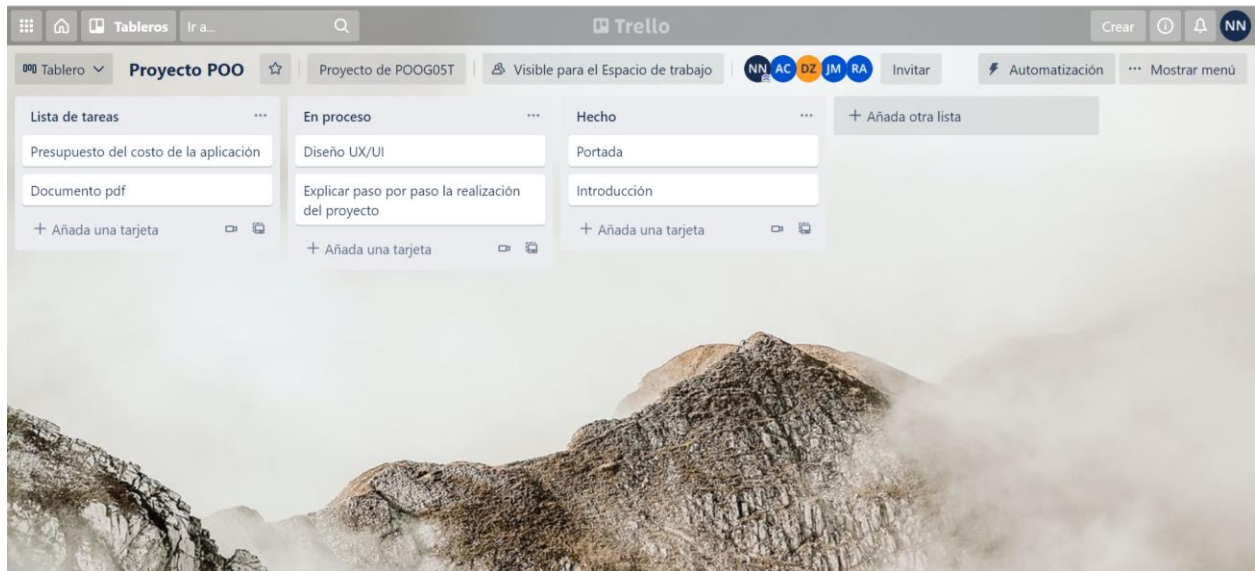 Tableros
Ir a...
Trello
Crear
NN
Tablero
Proyecto POO
Proyecto de POOG05T
Visible para el Espacio de trabajo
NN AC DZ JM RA
Invitar
Automatización
Mostrar menú
Lista de tareas
Presupuesto del costo de la aplicación
Documento pdf
+ Añada una tarjeta
En proceso
Diseño UX/UI
Explicar paso por paso la realización
del proyecto
+ Añada una tarjeta
Hecho
Portada
Introducción
+ Añada una tarjeta
+ Añada otra lista